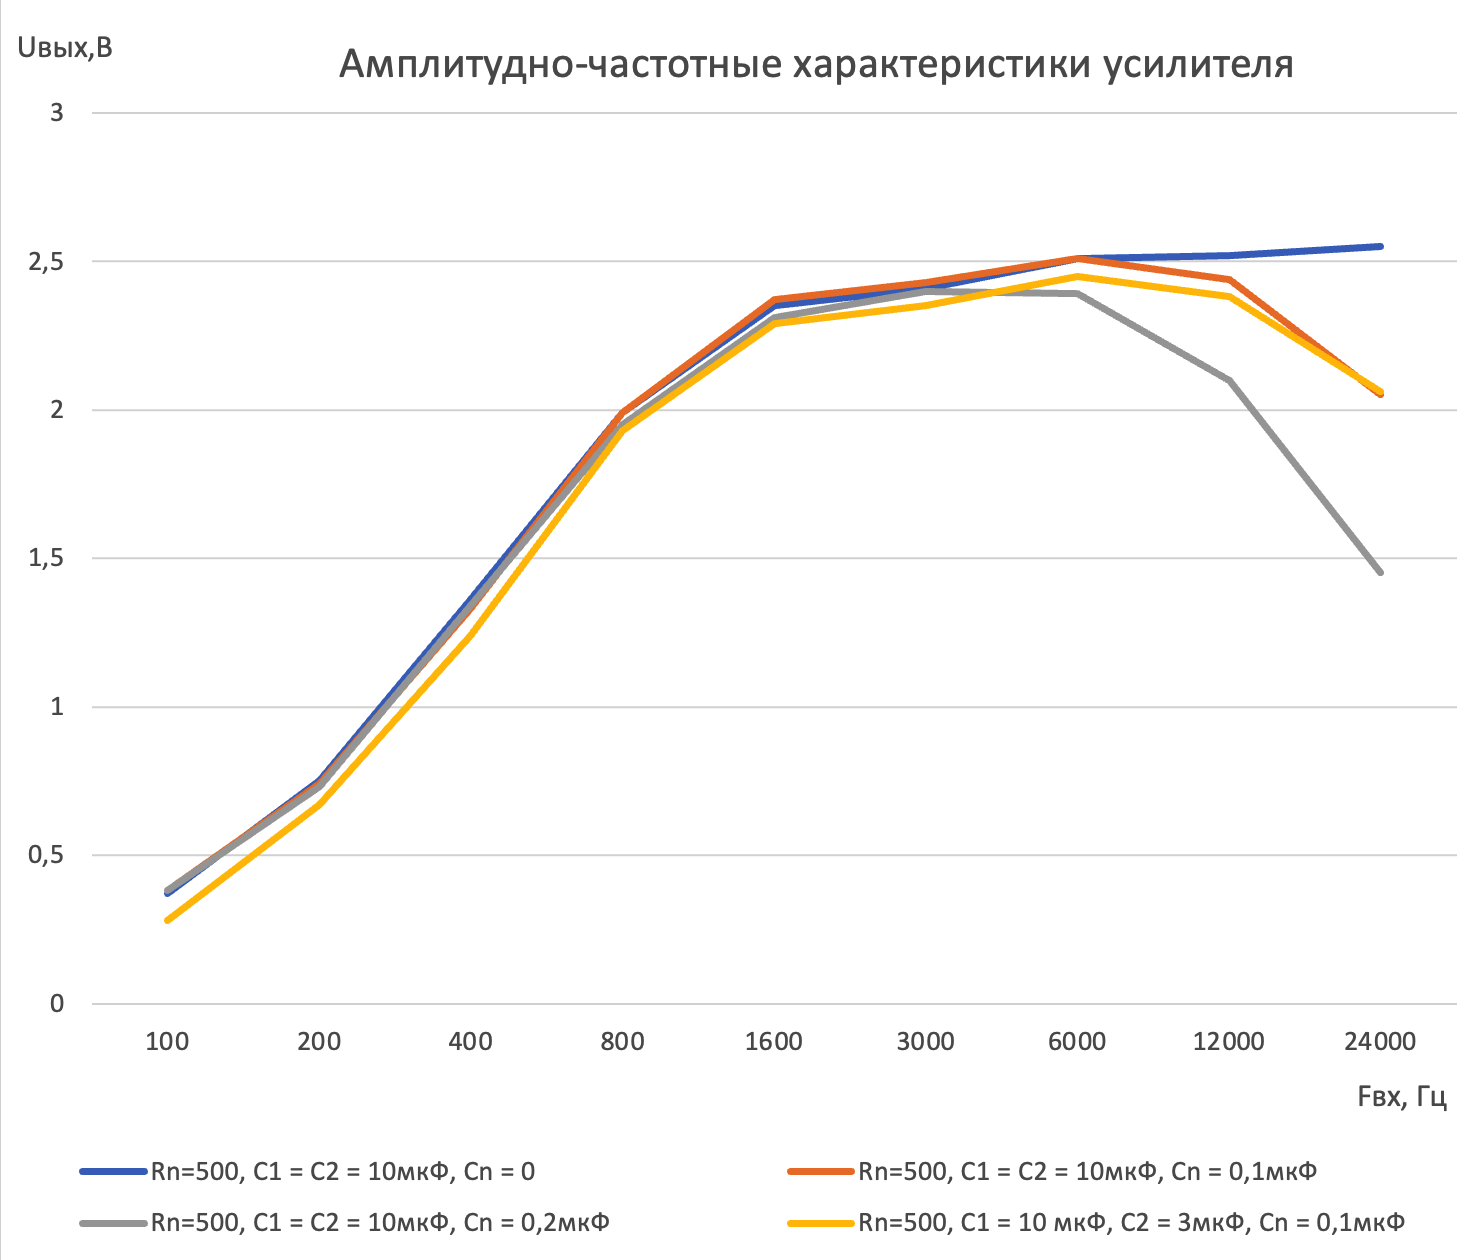 Uвых,В
Амплитудно-частотные характеристики усилителя
3
2,5
2
1,5
1
0,5
0
100 200 400 800 1600 3000 6000 12000 24000
Fвх, Гц
Rn=500, C1 = C2 = 10мкФ, Cn = 0
Rn=500, C1 = C2 = 10мкФ, Cn = 0,1мкФ
Rn=500, C1 = C2 = 10мкФ, Cn = 0,2мкФ
Rn=500, C1 = 10 мкФ, C2 = 3мкФ, Cn = 0,1мкФ